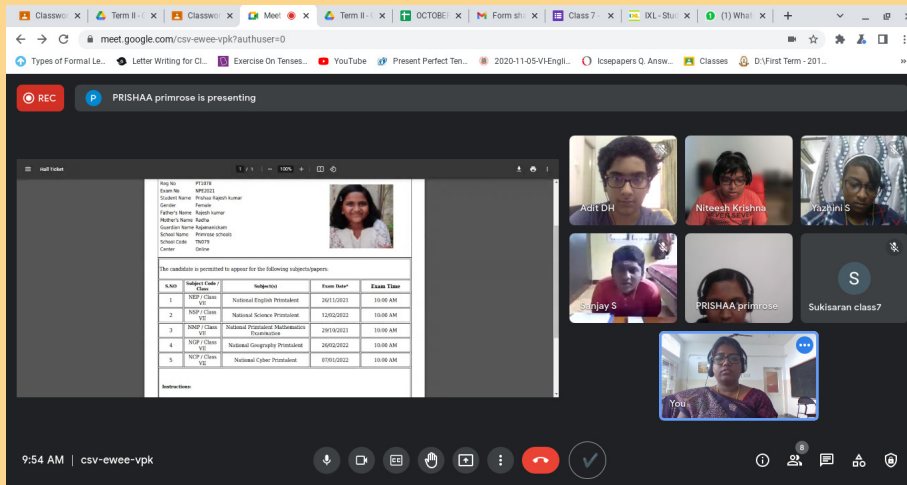 Classwor
Term II - C
Classwor
Meet
Term II - C
OCTOBER
Form sha
Class 7 -
IXL - Stud
(1) What
meet.google.com/csv-ewee-vpk?authuser=0
Types of Formal Le...
Letter Writing for Cl...
Exercise On Tenses...
YouTube
Present Perfect Ten...
2020-11-05-VI-Engli...
Icsepapers Q. Answ...
Classes
D:\First Term - 201...
REC
P
PRISHAA primrose is presenting
Hall Ticket
1 / 1
100%
Reg No PT1078
Exam No NPE2021
Student Name Prishaa Rajesh kumar
Gender Female
Father's Name Rajesh kumar
Mother's Name Radha
Guardian Name Rajamanickam
School Name Primrose schools
School Code TN079
Center Online
The candidate is permitted to appear for the following subjects/papers:
S.NO Subject Code / Class Subject(s) Exam Date* Exam Time
1 NEP / Class VII National English Printalent 26/11/2021 10:00 AM
2 NSP / Class VII National Science Printalent 12/02/2022 10:00 AM
3 NMP / Class VII National Printalent Mathematics Examination 29/10/2021 10:00 AM
4 NGP / Class VII National Geography Printalent 26/02/2022 10:00 AM
5 NCP / Class VII National Cyber Printalent 07/01/2022 10:00 AM
Instructions:
Adit DH
Niteesh Krishna
Yazhini S
Sanjay S
PRISHAA primrose
S
Sukisaran class7
You
9:54 AM | csv-ewee-vpk
CC
8